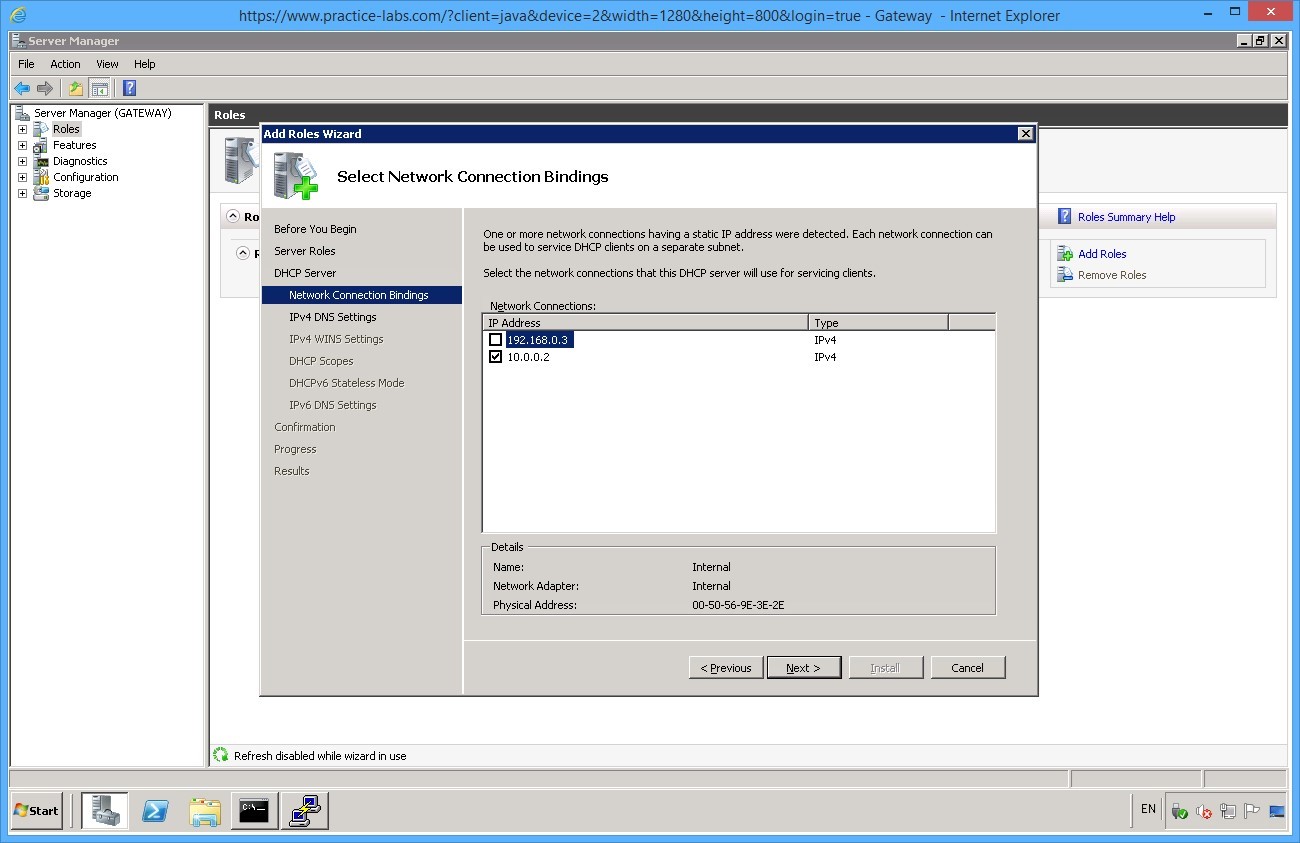 https://www.practice-labs.com/?client=java&device=2&width=1280&height=800&login=true - Gateway - Internet Explorer
Server Manager
File Action View Help
Server Manager (GATEWAY)
Roles
Features
Diagnostics
Configuration
Storage
Roles
Ro
Roles Summary Help
Add Roles
Remove Roles
Add Roles Wizard
Select Network Connection Bindings
Before You Begin
Server Roles
DHCP Server
Network Connection Bindings
IPv4 DNS Settings
IPv4 WINS Settings
DHCP Scopes
DHCPv6 Stateless Mode
IPv6 DNS Settings
Confirmation
Progress
Results
One or more network connections having a static IP address were detected. Each network connection can
be used to service DHCP clients on a separate subnet.
Select the network connections that this DHCP server will use for servicing clients.
Network Connections:
IP Address Type
192.168.0.3 IPv4
10.0.0.2 IPv4
Details
Name: Internal
Network Adapter: Internal
Physical Address: 00-50-56-9E-3E-2E
< Previous Next > Install Cancel
Refresh disabled while wizard in use
Start
C:\
EN